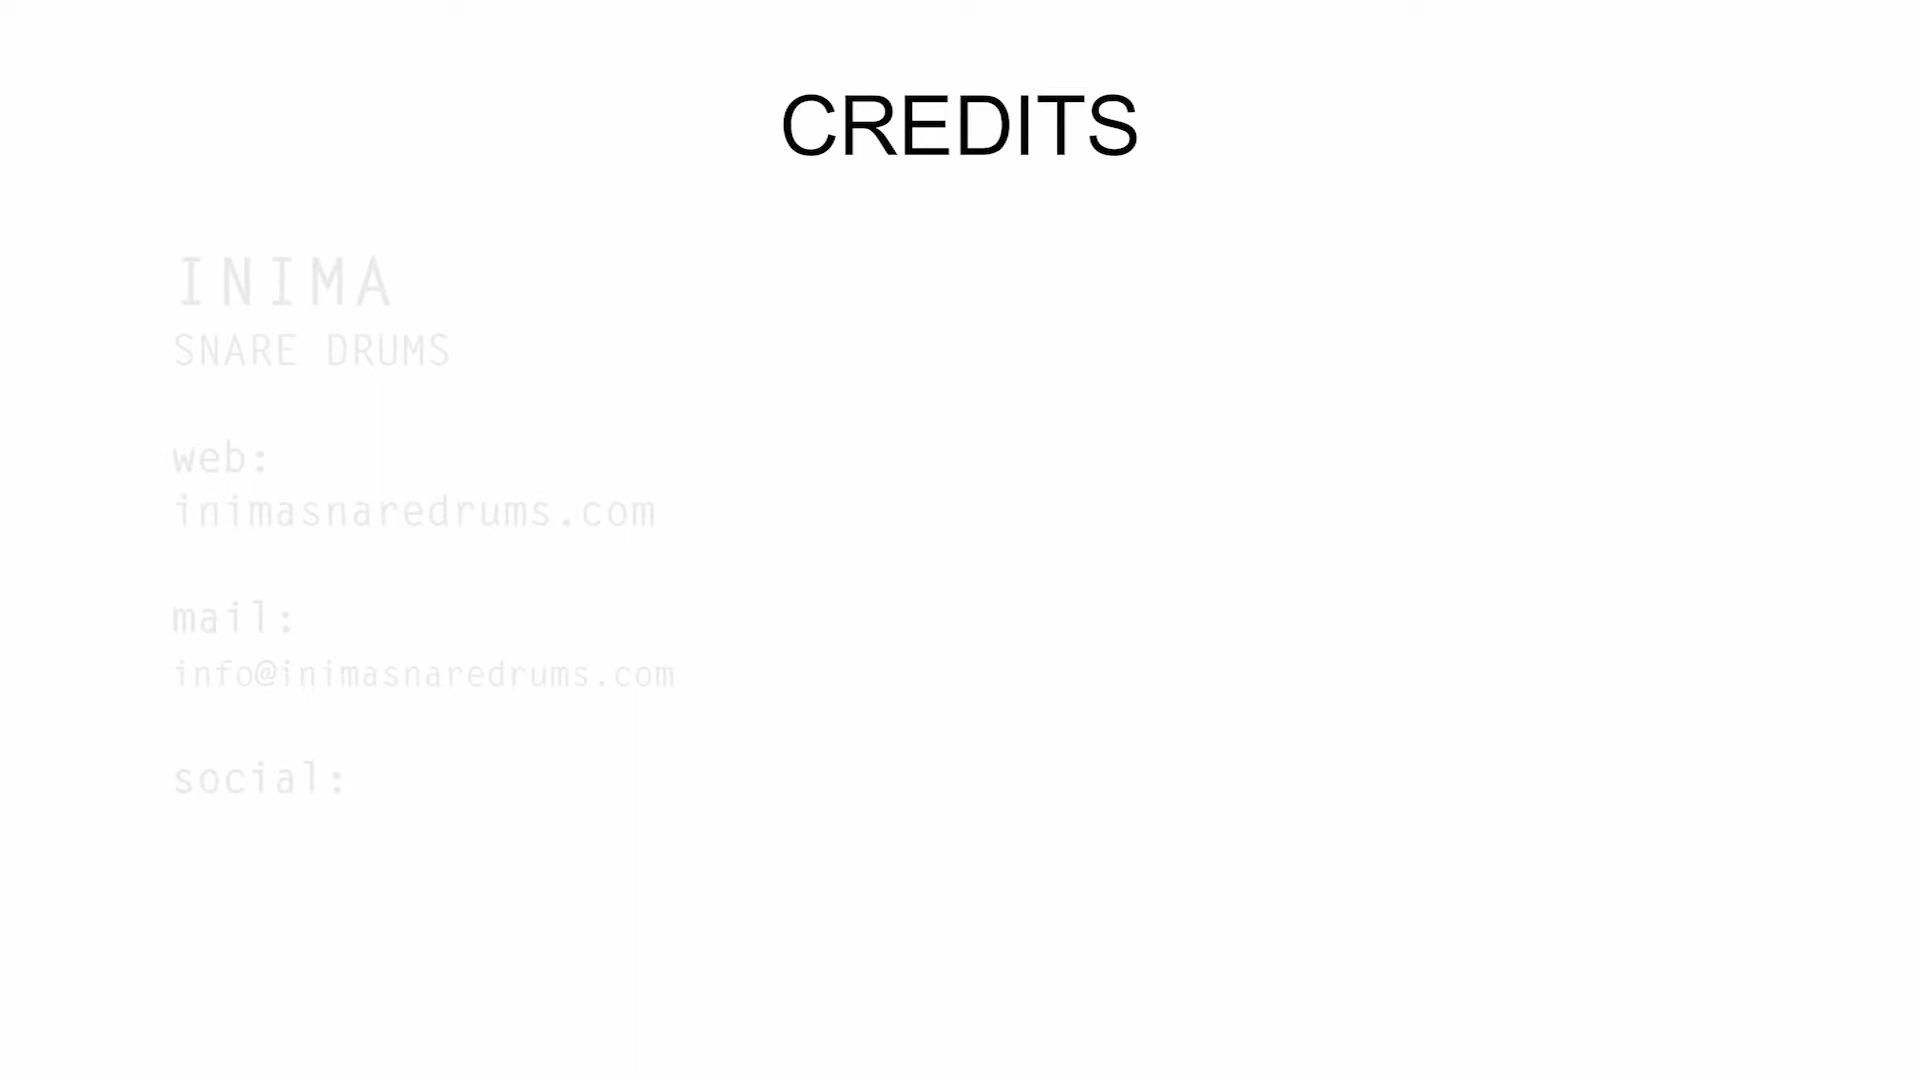 CREDITS
INIMA
SNARE DRUMS
web:
inimasnaredrums.com
mail:
info@inimasnaredrums.com
social: